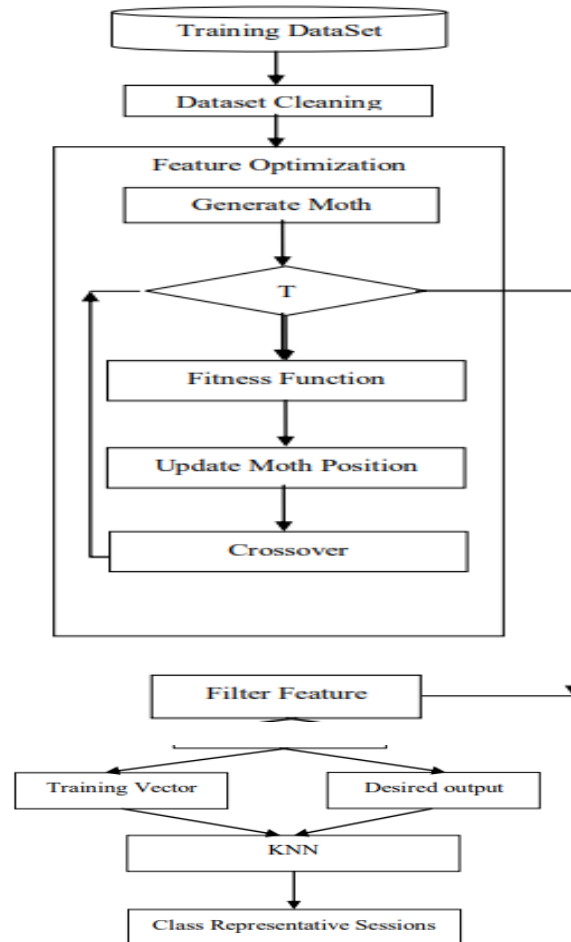 Training DataSet
Dataset Cleaning
Feature Optimization
Generate Moth
T
Fitness Function
Update Moth Position
Crossover
Filter Feature
Training Vector
Desired output
KNN
Class Representative Sessions